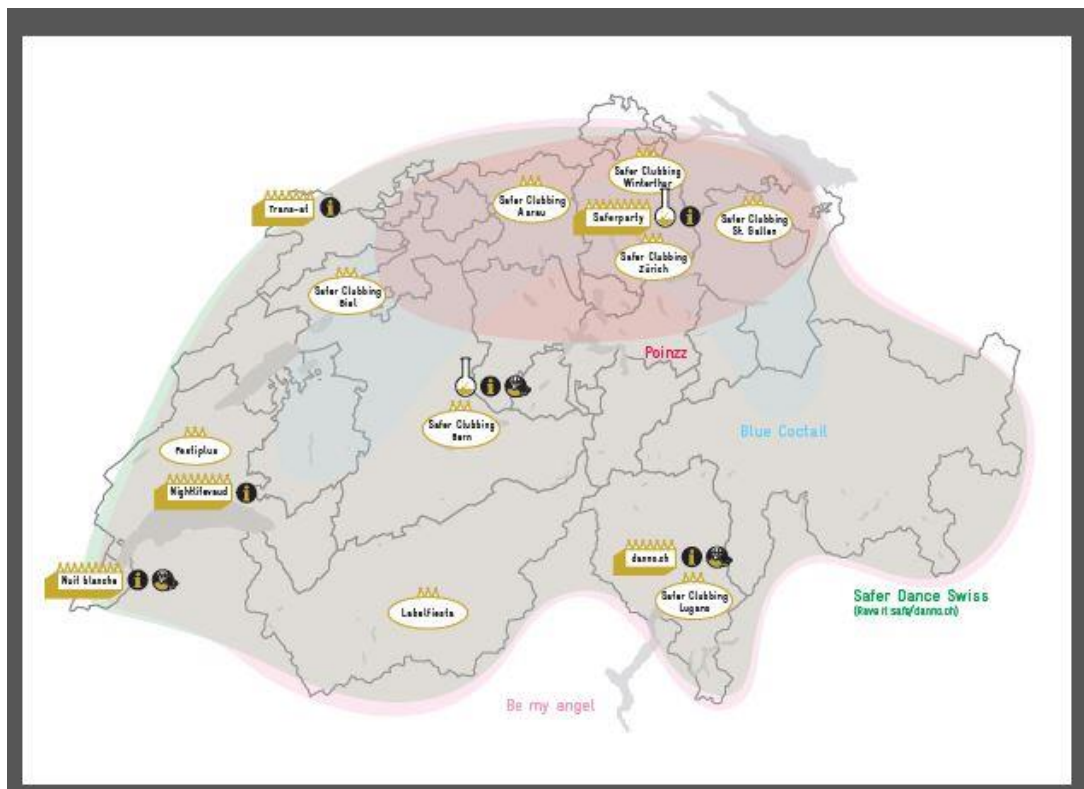 Safer Clubbing
Winterthur
Trans-at
Safer Clubbing
Aarau
Saferparty
Safer Clubbing
St. Gallen
Safer Clubbing
Zürich
Safer Clubbing
Biel
Poinzz
Safer Clubbing
Bern
Blue Coctail
Festiplus
Nightlifevaud
danno.ch
Nuit blanche
Safer Clubbing
Lugano
Labelfiesta
Safer Dance Swiss
(Rave it safe/danno.ch)
Be my angel